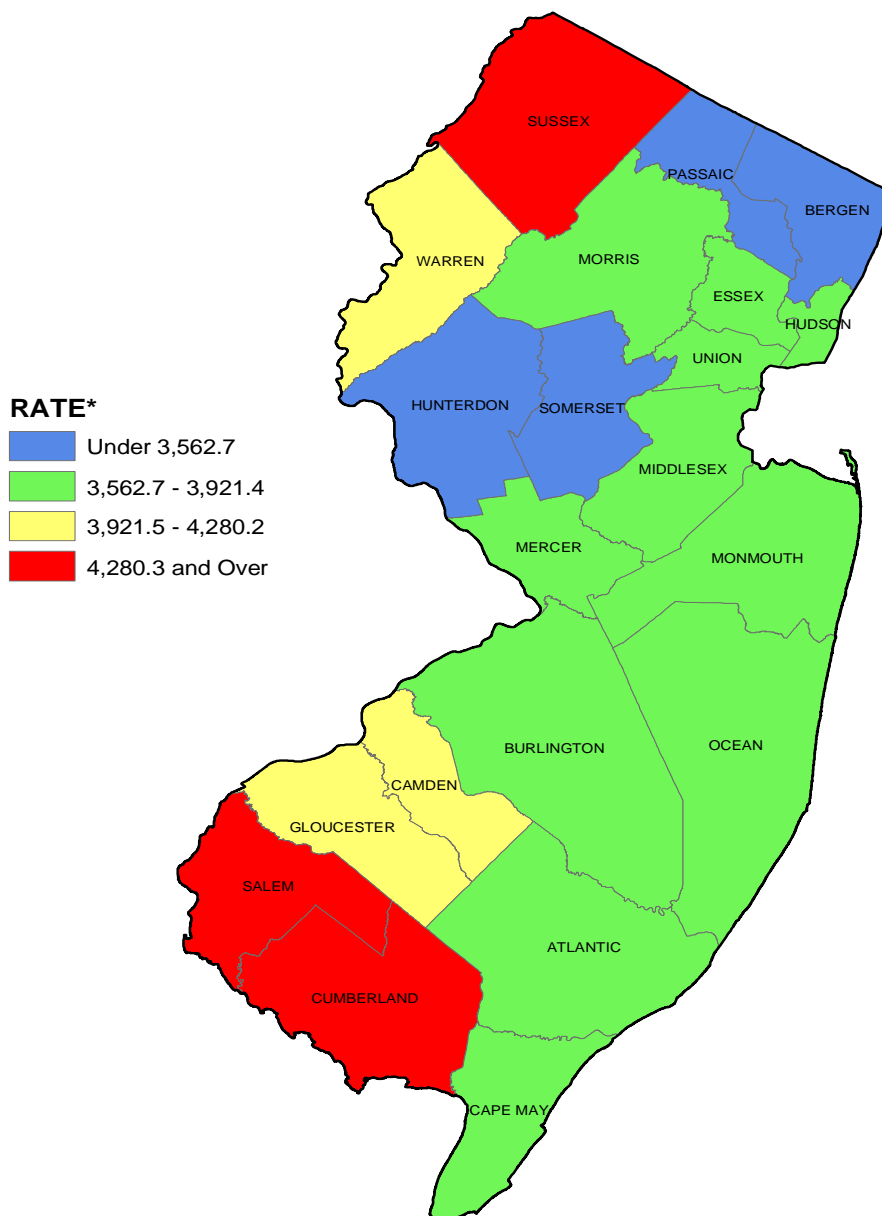 SUSSEX
PASSAIC
BERGEN
WARREN
MORRIS
ESSEX
HUDSON
UNION
HUNTERDON
SOMERSET
RATE*
Under 3,562.7
3,562.7 - 3,921.4
3,921.5 - 4,280.2
4,280.3 and Over
MIDDLESEX
MERCER
MONMOUTH
BURLINGTON
OCEAN
CAMDEN
GLOUCESTER
SALEM
ATLANTIC
CUMBERLAND
CAPE MAY